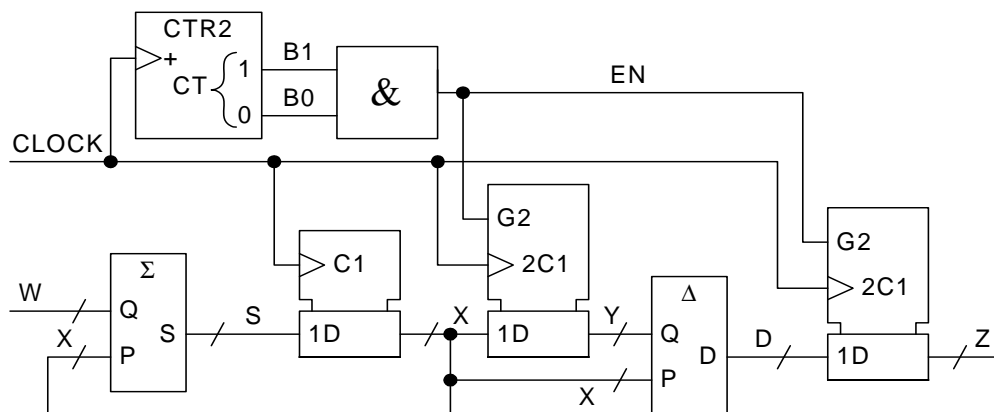 CTR2
+
CT { 1
0
B1
B0
&
EN
CLOCK
G2
2C1
C1
G2
2C1
Σ
W
Q
X
P
S
S
1D
X
1D
Y
Δ
Q
P
D
X
D
1D
Z